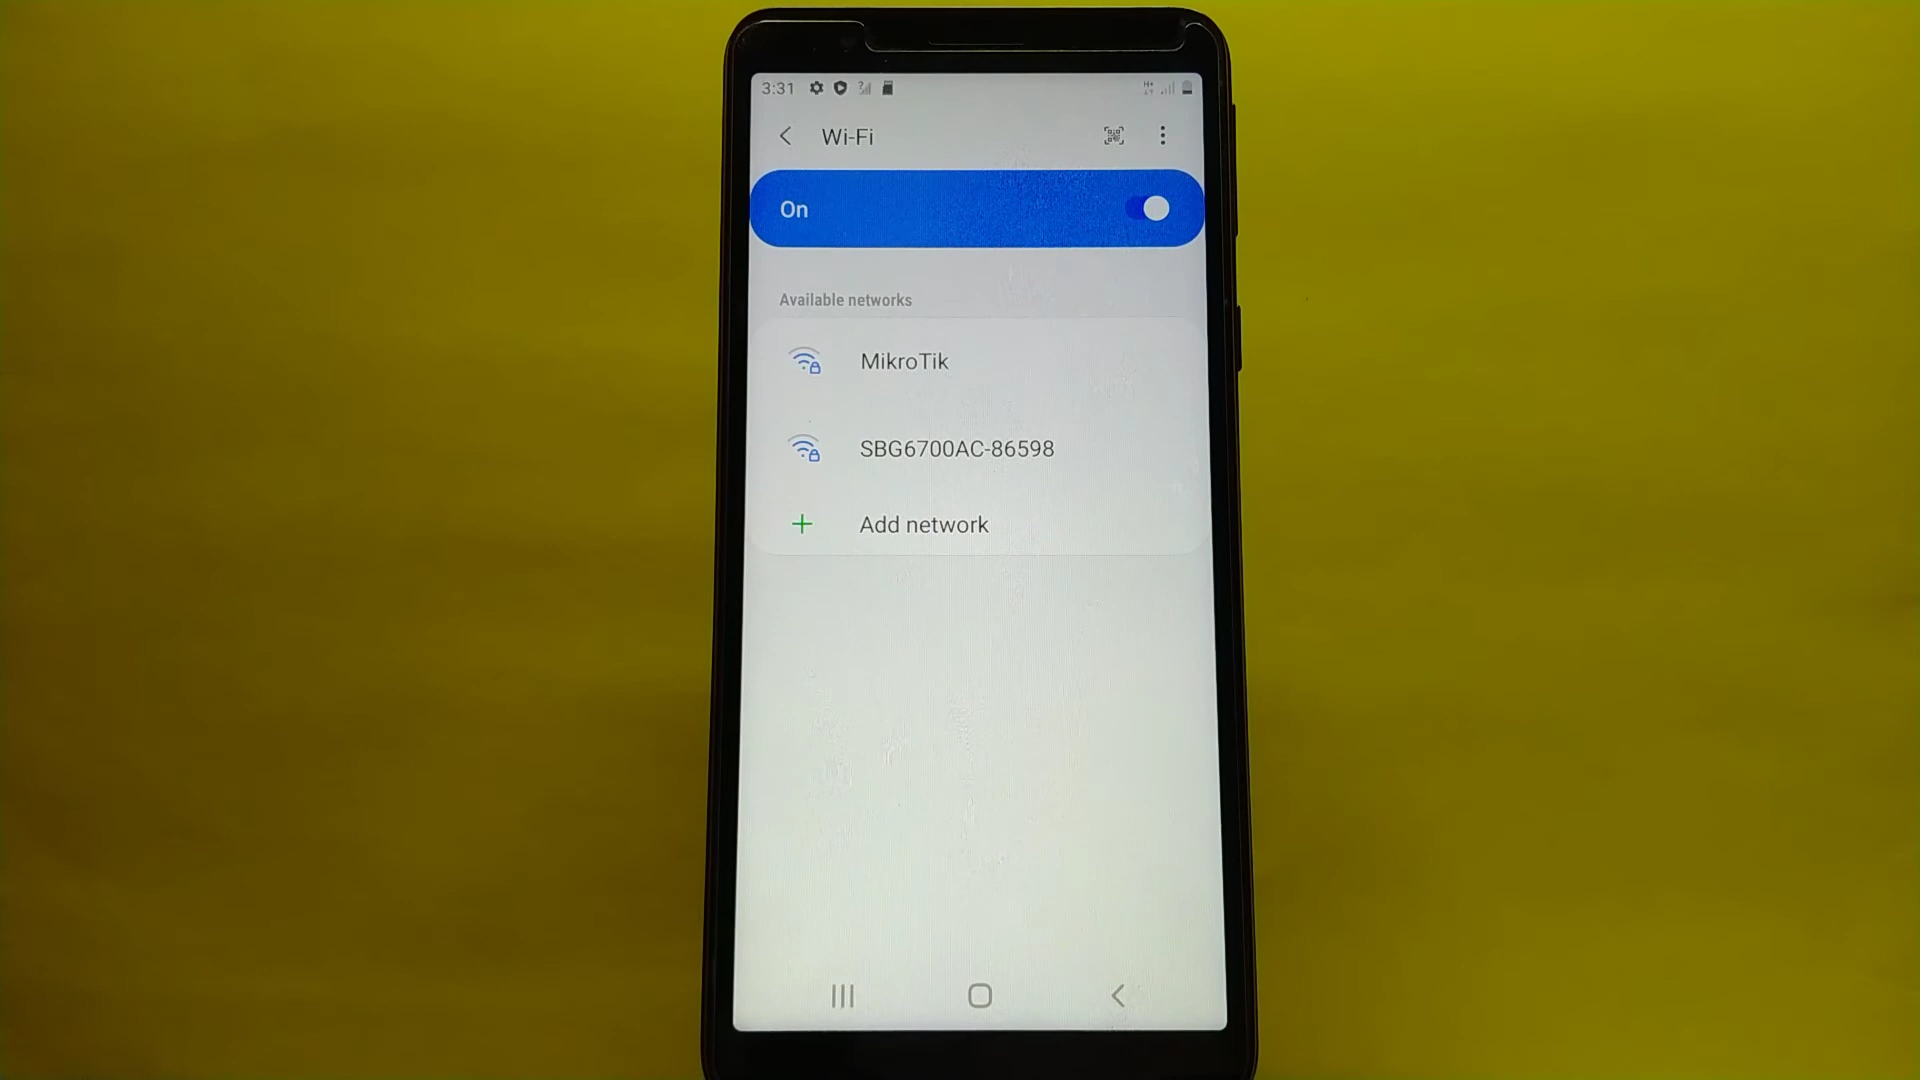 3:31
Wi-Fi
On
Available networks
MikroTik
SBG6700AC-86598
Add network